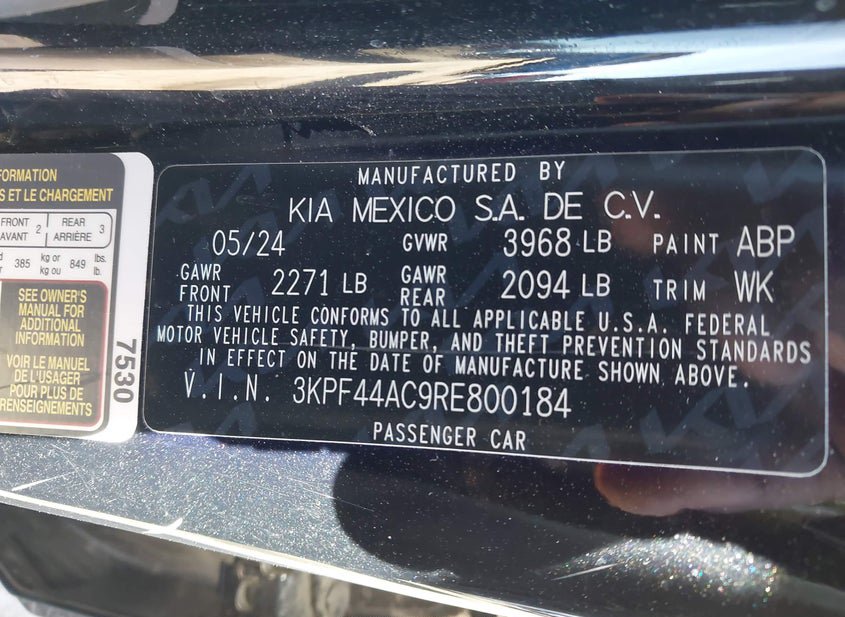 FORMATION
S ET LE CHARGEMENT
FRONT 2 REAR 3
AVANT ARRIÈRE
385 kg or kg ou 849 lbs. lb.
SEE OWNER'S
MANUAL FOR
ADDITIONAL
INFORMATION
VOIR LE MANUEL
DE L'USAGER
POUR PLUS DE
RENSEIGNEMENTS
7530
MANUFACTURED BY
KIA MEXICO S.A. DE C.V.
05/24 GVWR 3968 LB PAINT ABP
GAWR FRONT 2271 LB GAWR REAR 2094 LB TRIM WK
THIS VEHICLE CONFORMS TO ALL APPLICABLE U.S.A. FEDERAL
MOTOR VEHICLE SAFETY, BUMPER, AND THEFT PREVENTION STANDARDS
IN EFFECT ON THE DATE OF MANUFACTURE SHOWN ABOVE.
V.I.N. 3KPF44AC9RE800184
PASSENGER CAR